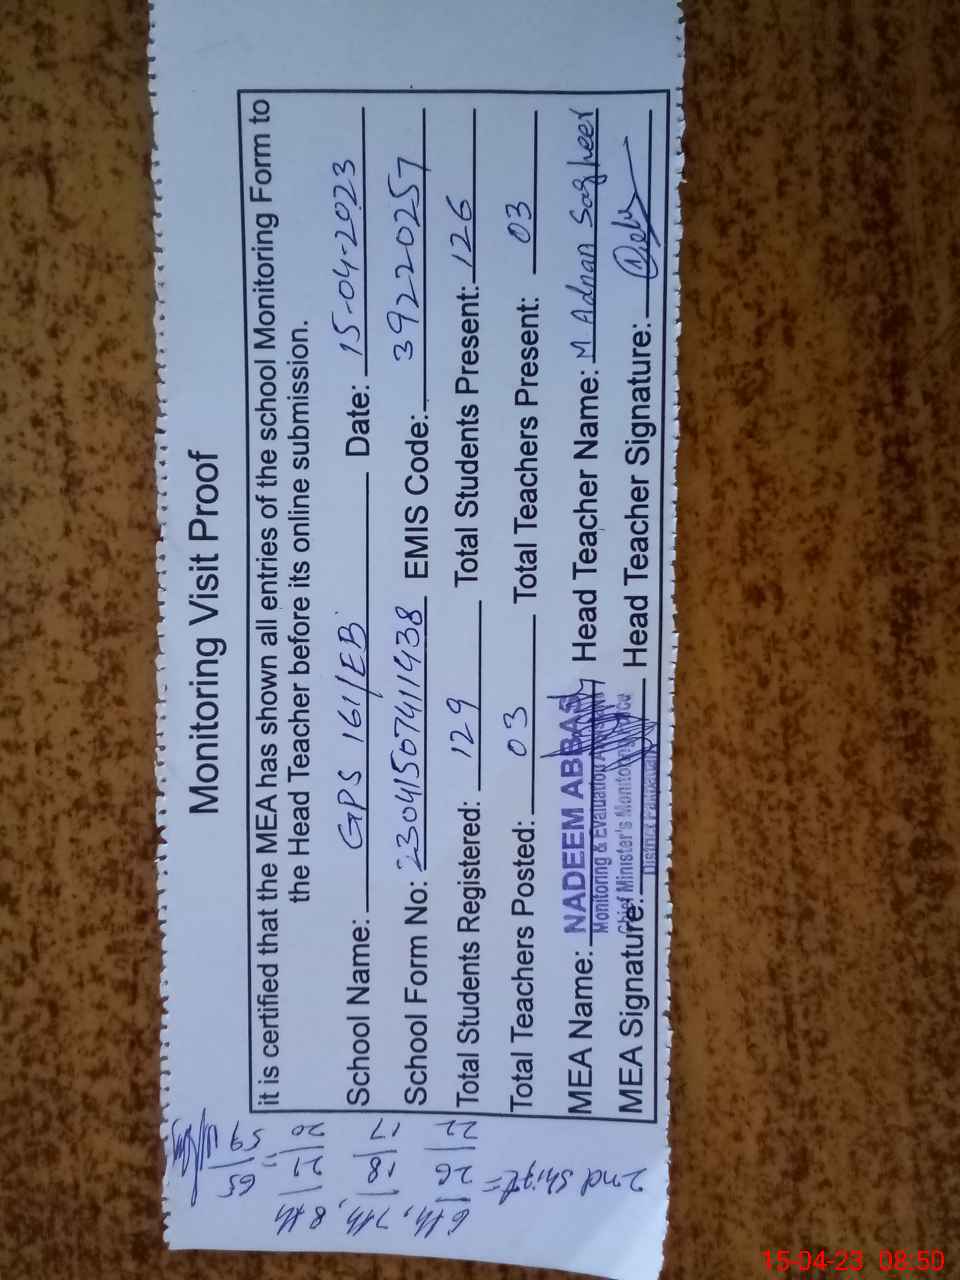 Monitoring Visit Proof
it is certified that the MEA has shown all entries of the school Monitoring Form to
the Head Teacher before its online submission.
School Name: GPS 161/EB Date: 15-04-2023
School Form No: 230415074111438 EMIS Code: 39220257
Total Students Registered: 129 Total Students Present: 126
Total Teachers Posted: 03 Total Teachers Present: 03
MEA Name: NADEEM ABBAS Head Teacher Name: M Adnan Sagheer
Monitoring & Evaluation
MEA Signature: Head Teacher Signature:
Chief Minister's Monitoring
District Pakpattan
2nd Shift =
6th, 26/22
7th, 18/17
8th 21/20
= 65/59
15-04-23 08:50